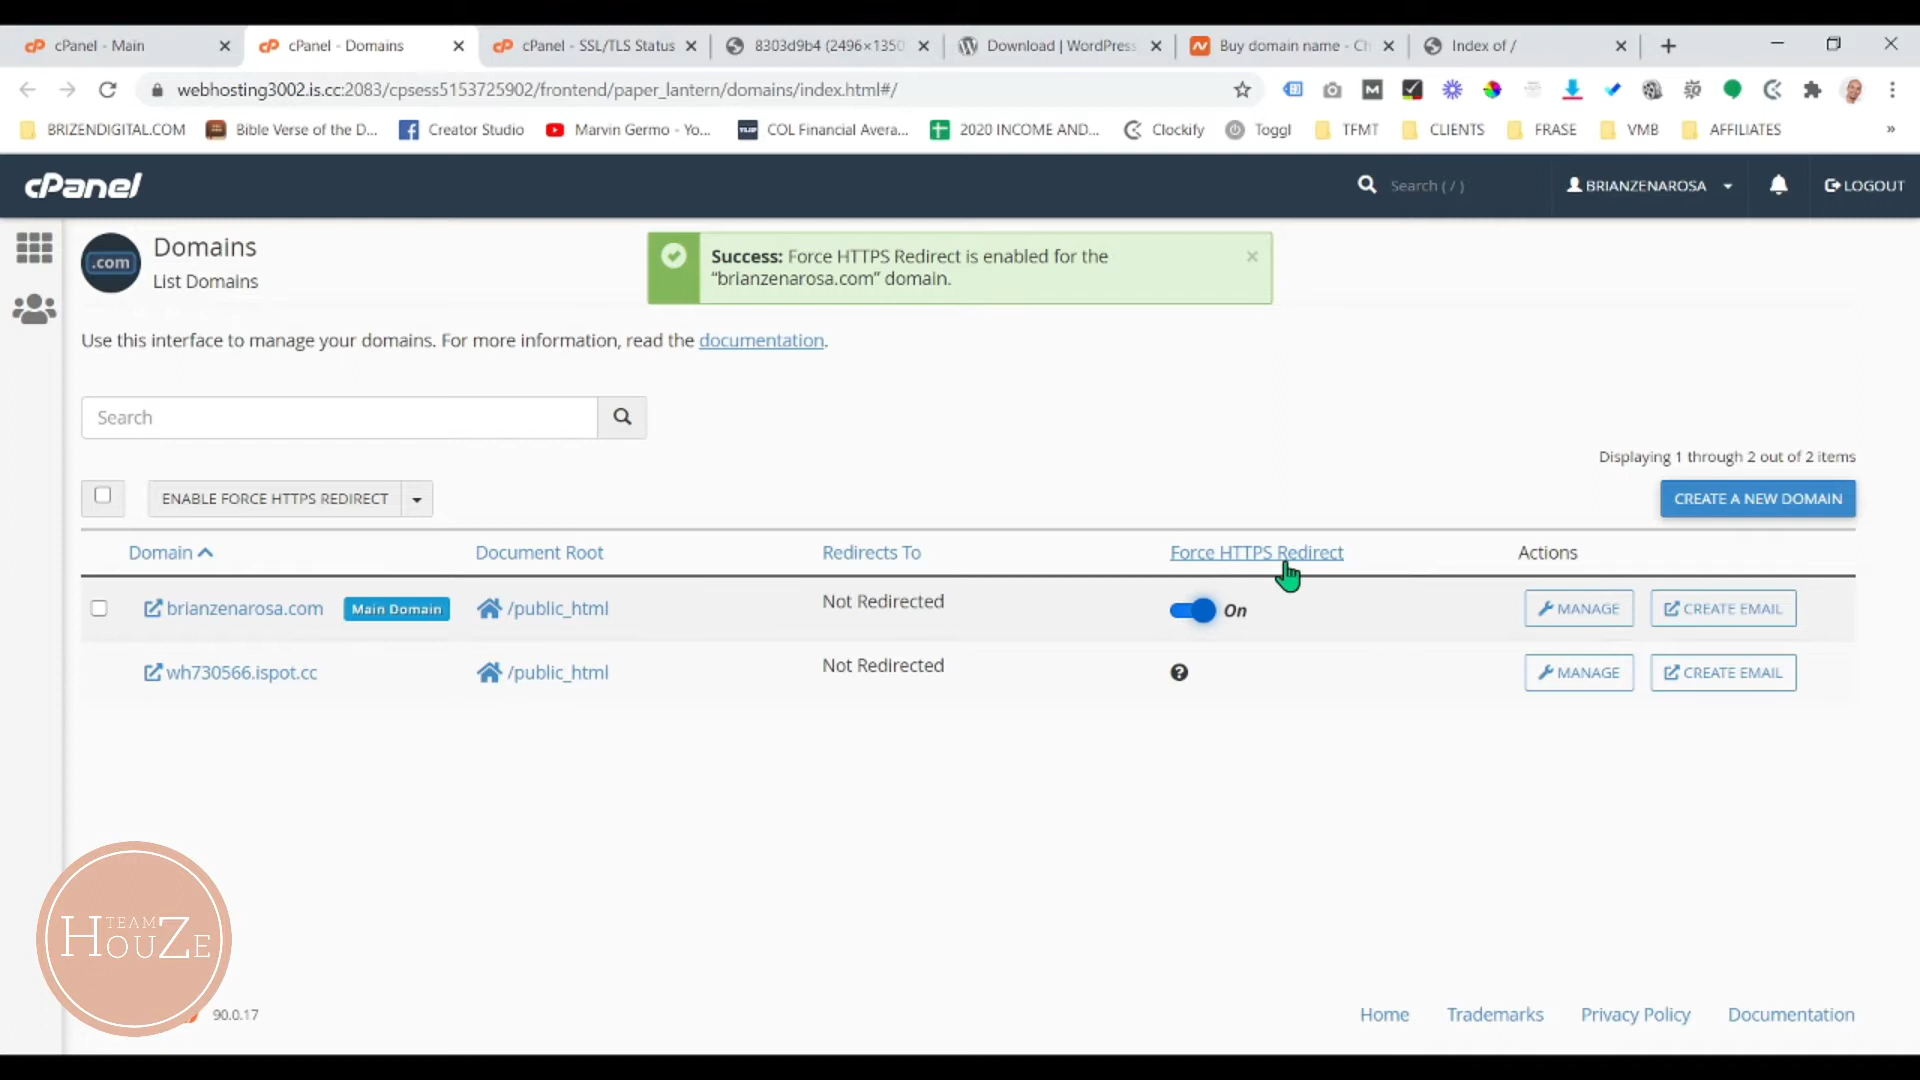 cPanel - Main
cPanel - Domains
cPanel - SSL/TLS Status
8303d9b4 (2496×1350
Download | WordPress
Buy domain name - Ch
Index of /
webhosting3002.is.cc:2083/cpsess5153725902/frontend/paper_lantern/domains/index.html#/
BRIZENDIGITAL.COM
Bible Verse of the D...
Creator Studio
Marvin Germo - Yo...
COL Financial Avera...
2020 INCOME AND...
Clockify
Toggl
TFMT
CLIENTS
FRASE
VMB
AFFILIATES
»
cPanel
Search ( / )
BRIANZENAROSA
LOGOUT
.com
Domains
List Domains
Success: Force HTTPS Redirect is enabled for the
“brianzenarosa.com” domain.
Use this interface to manage your domains. For more information, read the documentation.
Search
Displaying 1 through 2 out of 2 items
ENABLE FORCE HTTPS REDIRECT
CREATE A NEW DOMAIN
Domain
Document Root
Redirects To
Force HTTPS Redirect
Actions
brianzenarosa.com
Main Domain
/public_html
Not Redirected
On
MANAGE
CREATE EMAIL
wh730566.ispot.cc
/public_html
Not Redirected
MANAGE
CREATE EMAIL
TEAM
HOUZE
90.0.17
Home
Trademarks
Privacy Policy
Documentation